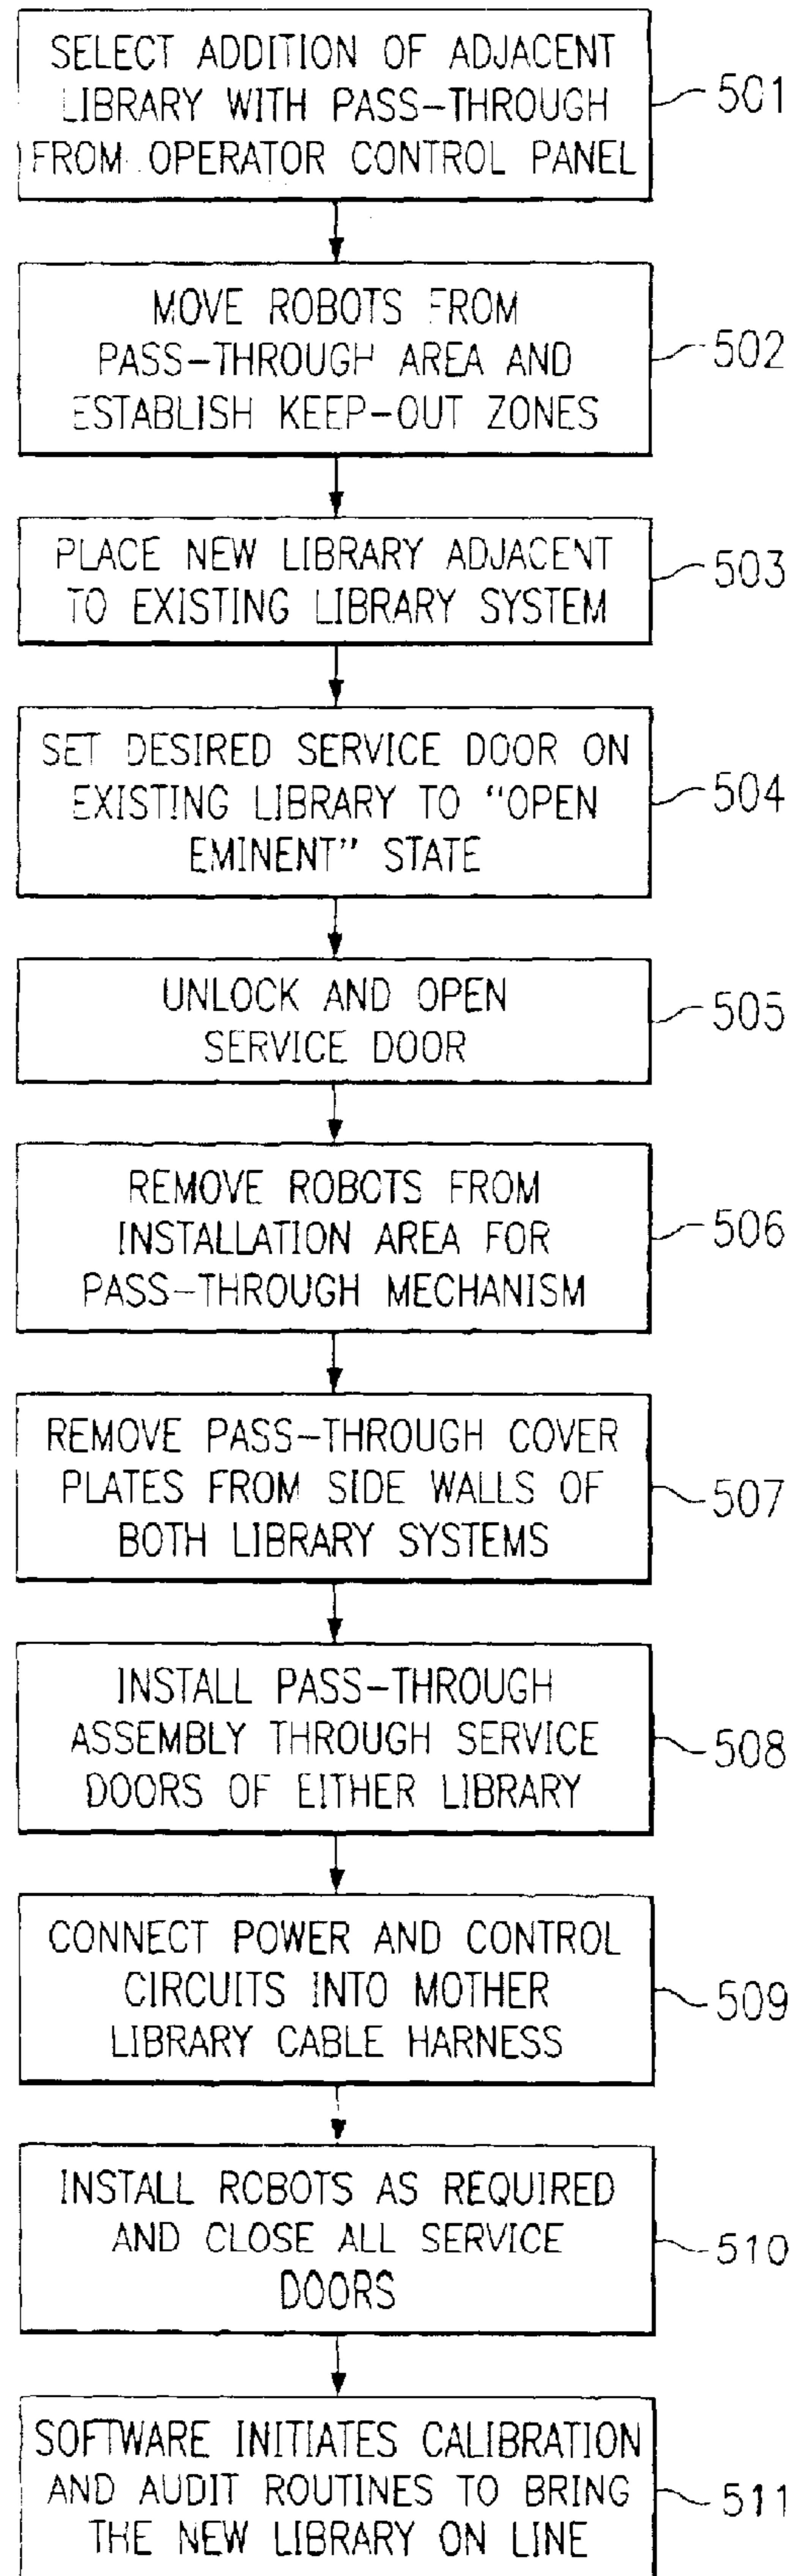 SELECT ADDITION OF ADJACENT
LIBRARY WITH PASS-THROUGH
FROM OPERATOR CONTROL PANEL
501
MOVE ROBOTS FROM
PASS-THROUGH AREA AND
ESTABLISH KEEP-OUT ZONES
502
PLACE NEW LIBRARY ADJACENT
TO EXISTING LIBRARY SYSTEM
503
SET DESIRED SERVICE DOOR ON
EXISTING LIBRARY TO “OPEN
EMINENT” STATE
504
UNLOCK AND OPEN
SERVICE DOOR
505
REMOVE ROBOTS FROM
INSTALLATION AREA FOR
PASS-THROUGH MECHANISM
506
REMOVE PASS-THROUGH COVER
PLATES FROM SIDE WALLS OF
BOTH LIBRARY SYSTEMS
507
INSTALL PASS-THROUGH
ASSEMBLY THROUGH SERVICE
DOORS OF EITHER LIBRARY
508
CONNECT POWER AND CONTROL
CIRCUITS INTO MOTHER
LIBRARY CABLE HARNESS
509
INSTALL ROBOTS AS REQUIRED
AND CLOSE ALL SERVICE
DOORS
510
SOFTWARE INITIATES CALIBRATION
AND AUDIT ROUTINES TO BRING
THE NEW LIBRARY ON LINE
511